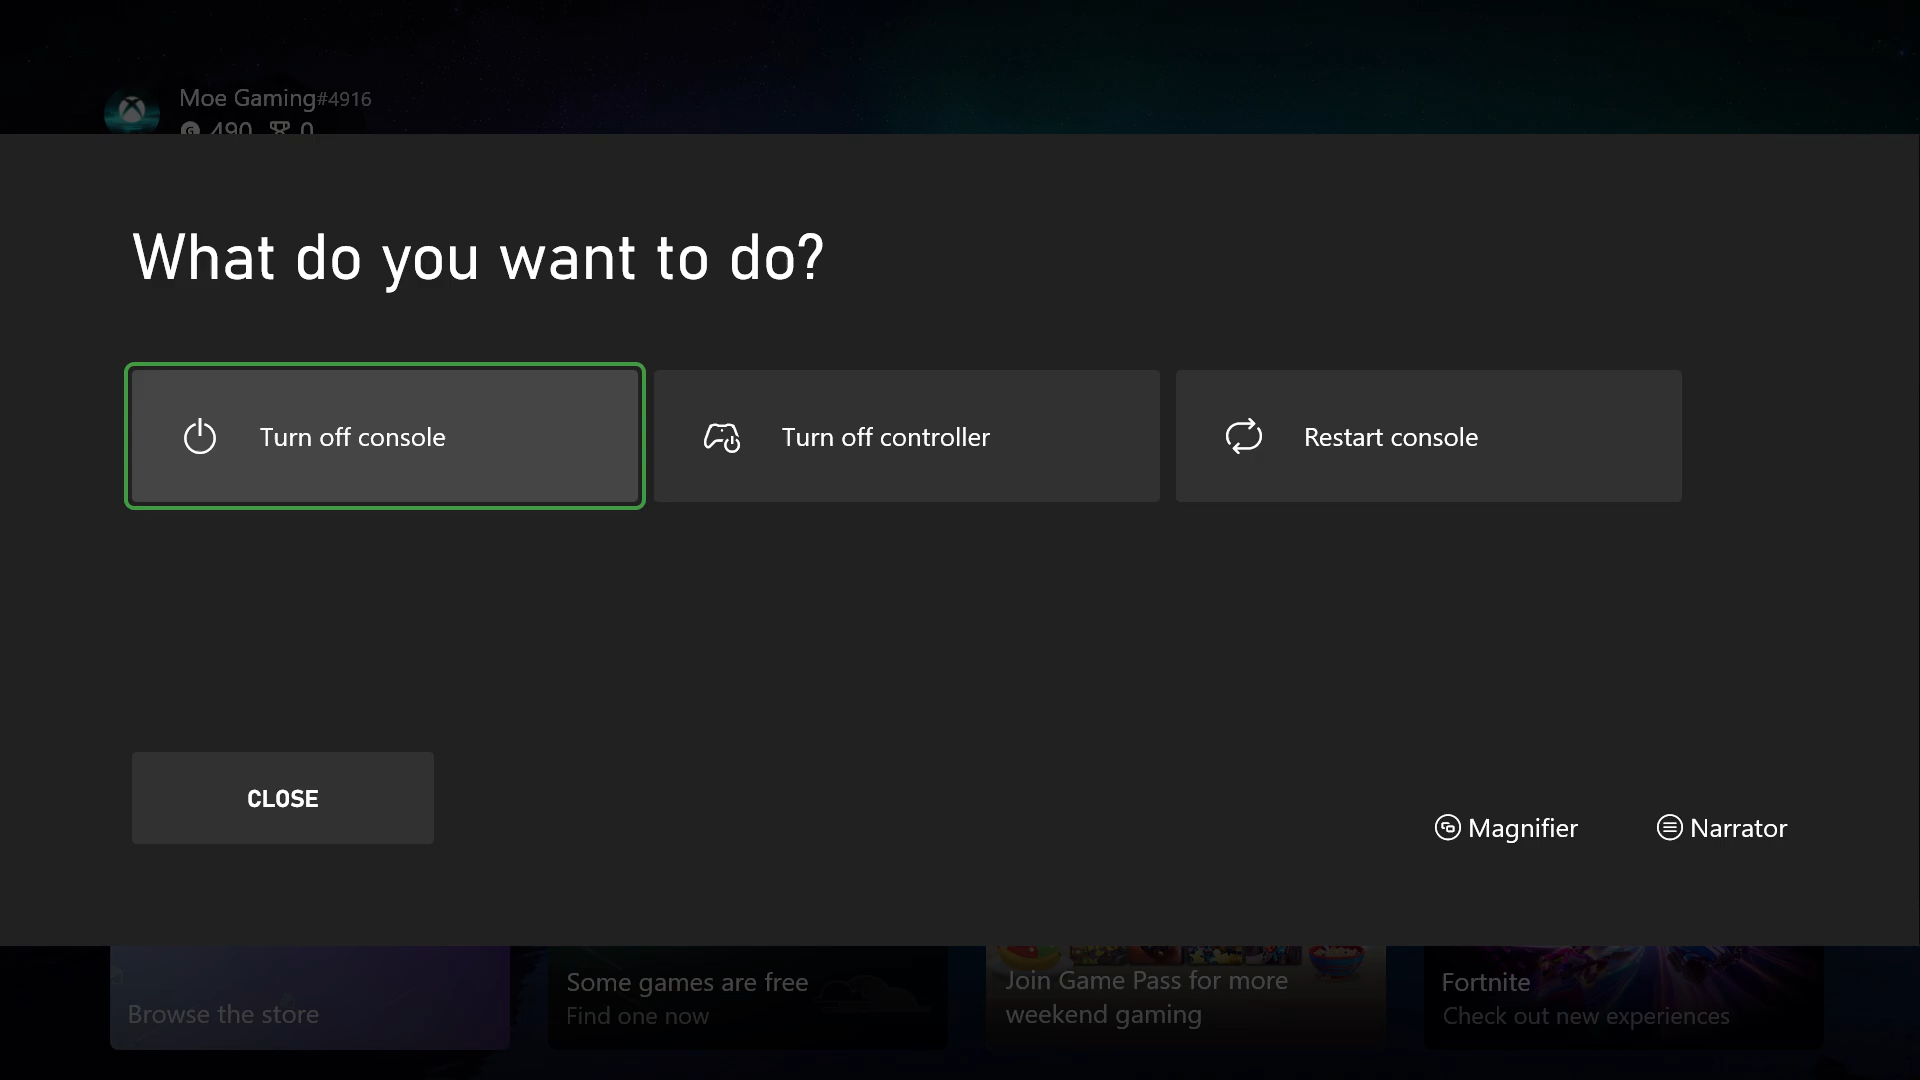 Moe Gaming#4916
490 0
What do you want to do?
Turn off console
Turn off controller
Restart console
CLOSE
Magnifier
Narrator
Browse the store
Some games are free
Find one now
Join Game Pass for more
weekend gaming
Fortnite
Check out new experiences